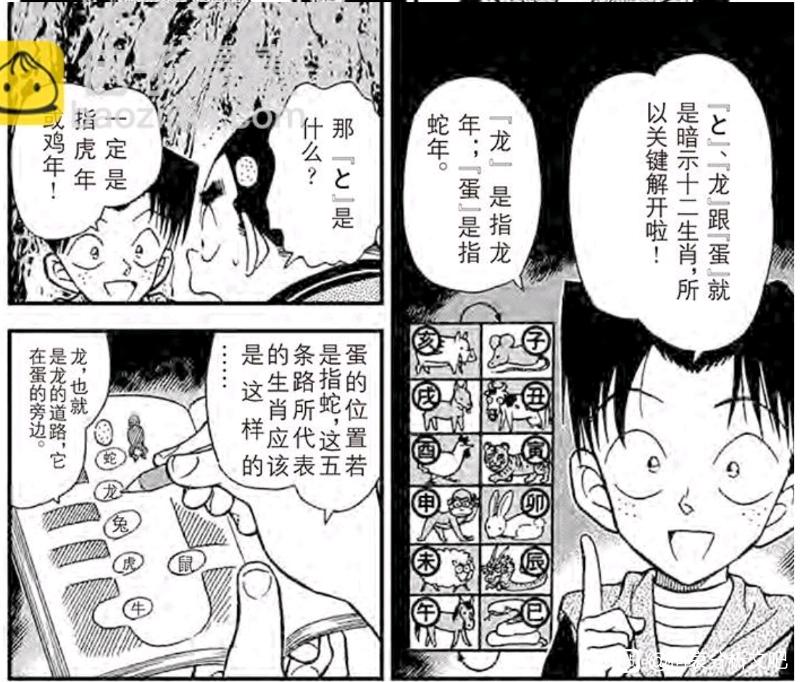 『と』、『龙』跟『蛋』就
是暗示十二生肖，所
以关键解开啦！
『龙』是指龙
年；『蛋』是指
蛇年。
亥
子
戌
丑
酉
寅
申
卯
未
辰
午
巳
那『と』是
什么？
一定是
指虎年
或鸡年！
蛋的位置若
是指蛇，这五
条路所代表
的生肖应该
是这样的
……
龙，也就
是龙的道路，它
在蛋的旁边。
蛇
龙
兔
虎
鼠
牛